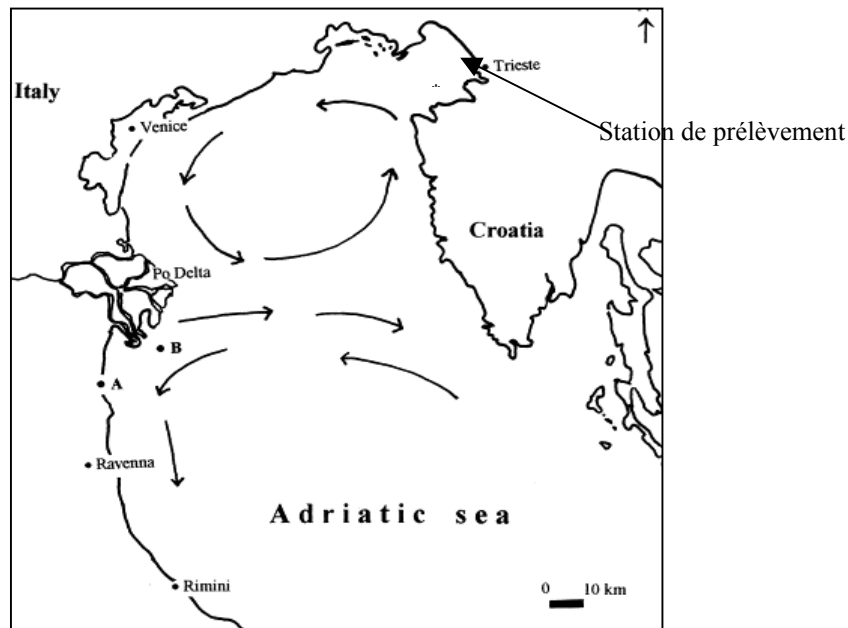 Trieste
Italy
Station de prélèvement
Venice
Croatia
Po Delta
B
A
Ravenna
Adriatic sea
0 10 km
Rimini